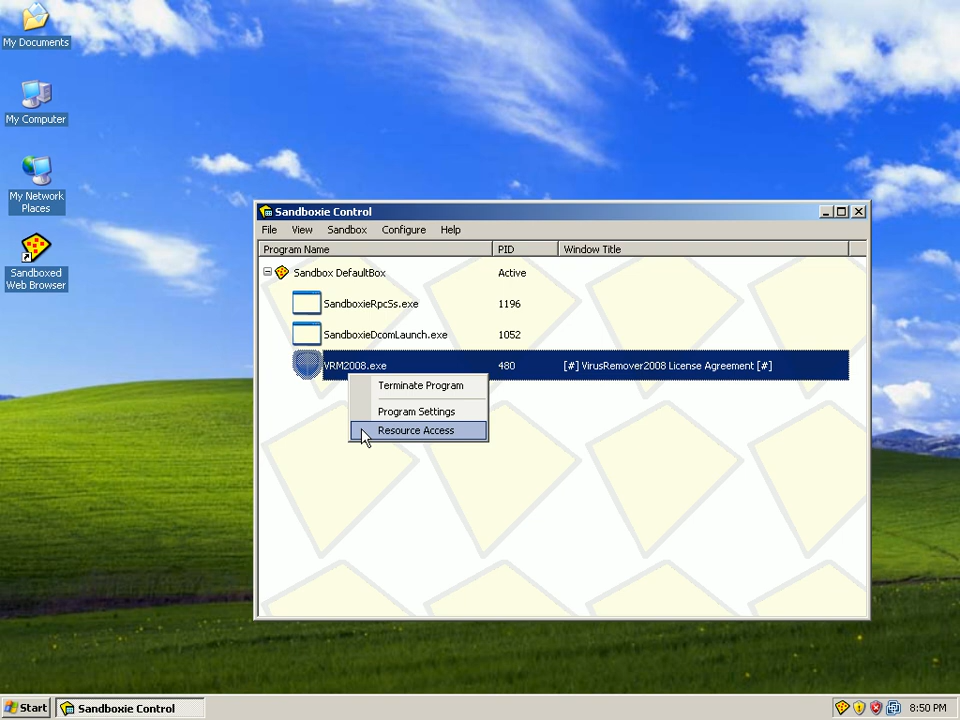 My Documents
My Computer
My Network
Places
Sandboxed
Web Browser
Sandboxie Control
File View Sandbox Configure Help
Program Name PID Window Title
Sandbox DefaultBox Active
SandboxieRpcSs.exe 1196
SandboxieDcomLaunch.exe 1052
VRM2008.exe 480 [#] VirusRemover2008 License Agreement [#]
Terminate Program
Program Settings
Resource Access
Start Sandboxie Control 8:50 PM